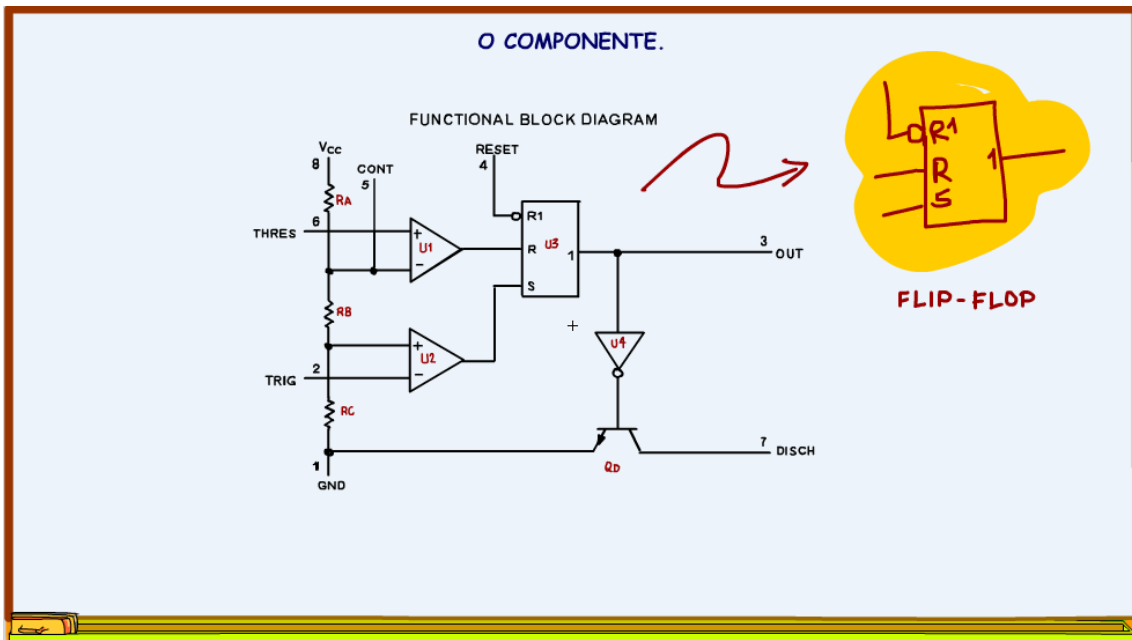 O COMPONENTE.
FUNCTIONAL BLOCK DIAGRAM
VCC
8
CONT
5
RESET
4
RA
THRES
6
+
U1
-
R1
R
U3
1
S
3
OUT
RB
+
U2
-
TRIG
2
U4
RC
1
GND
QD
7
DISCH
R1
R
S
1
FLIP-FLOP